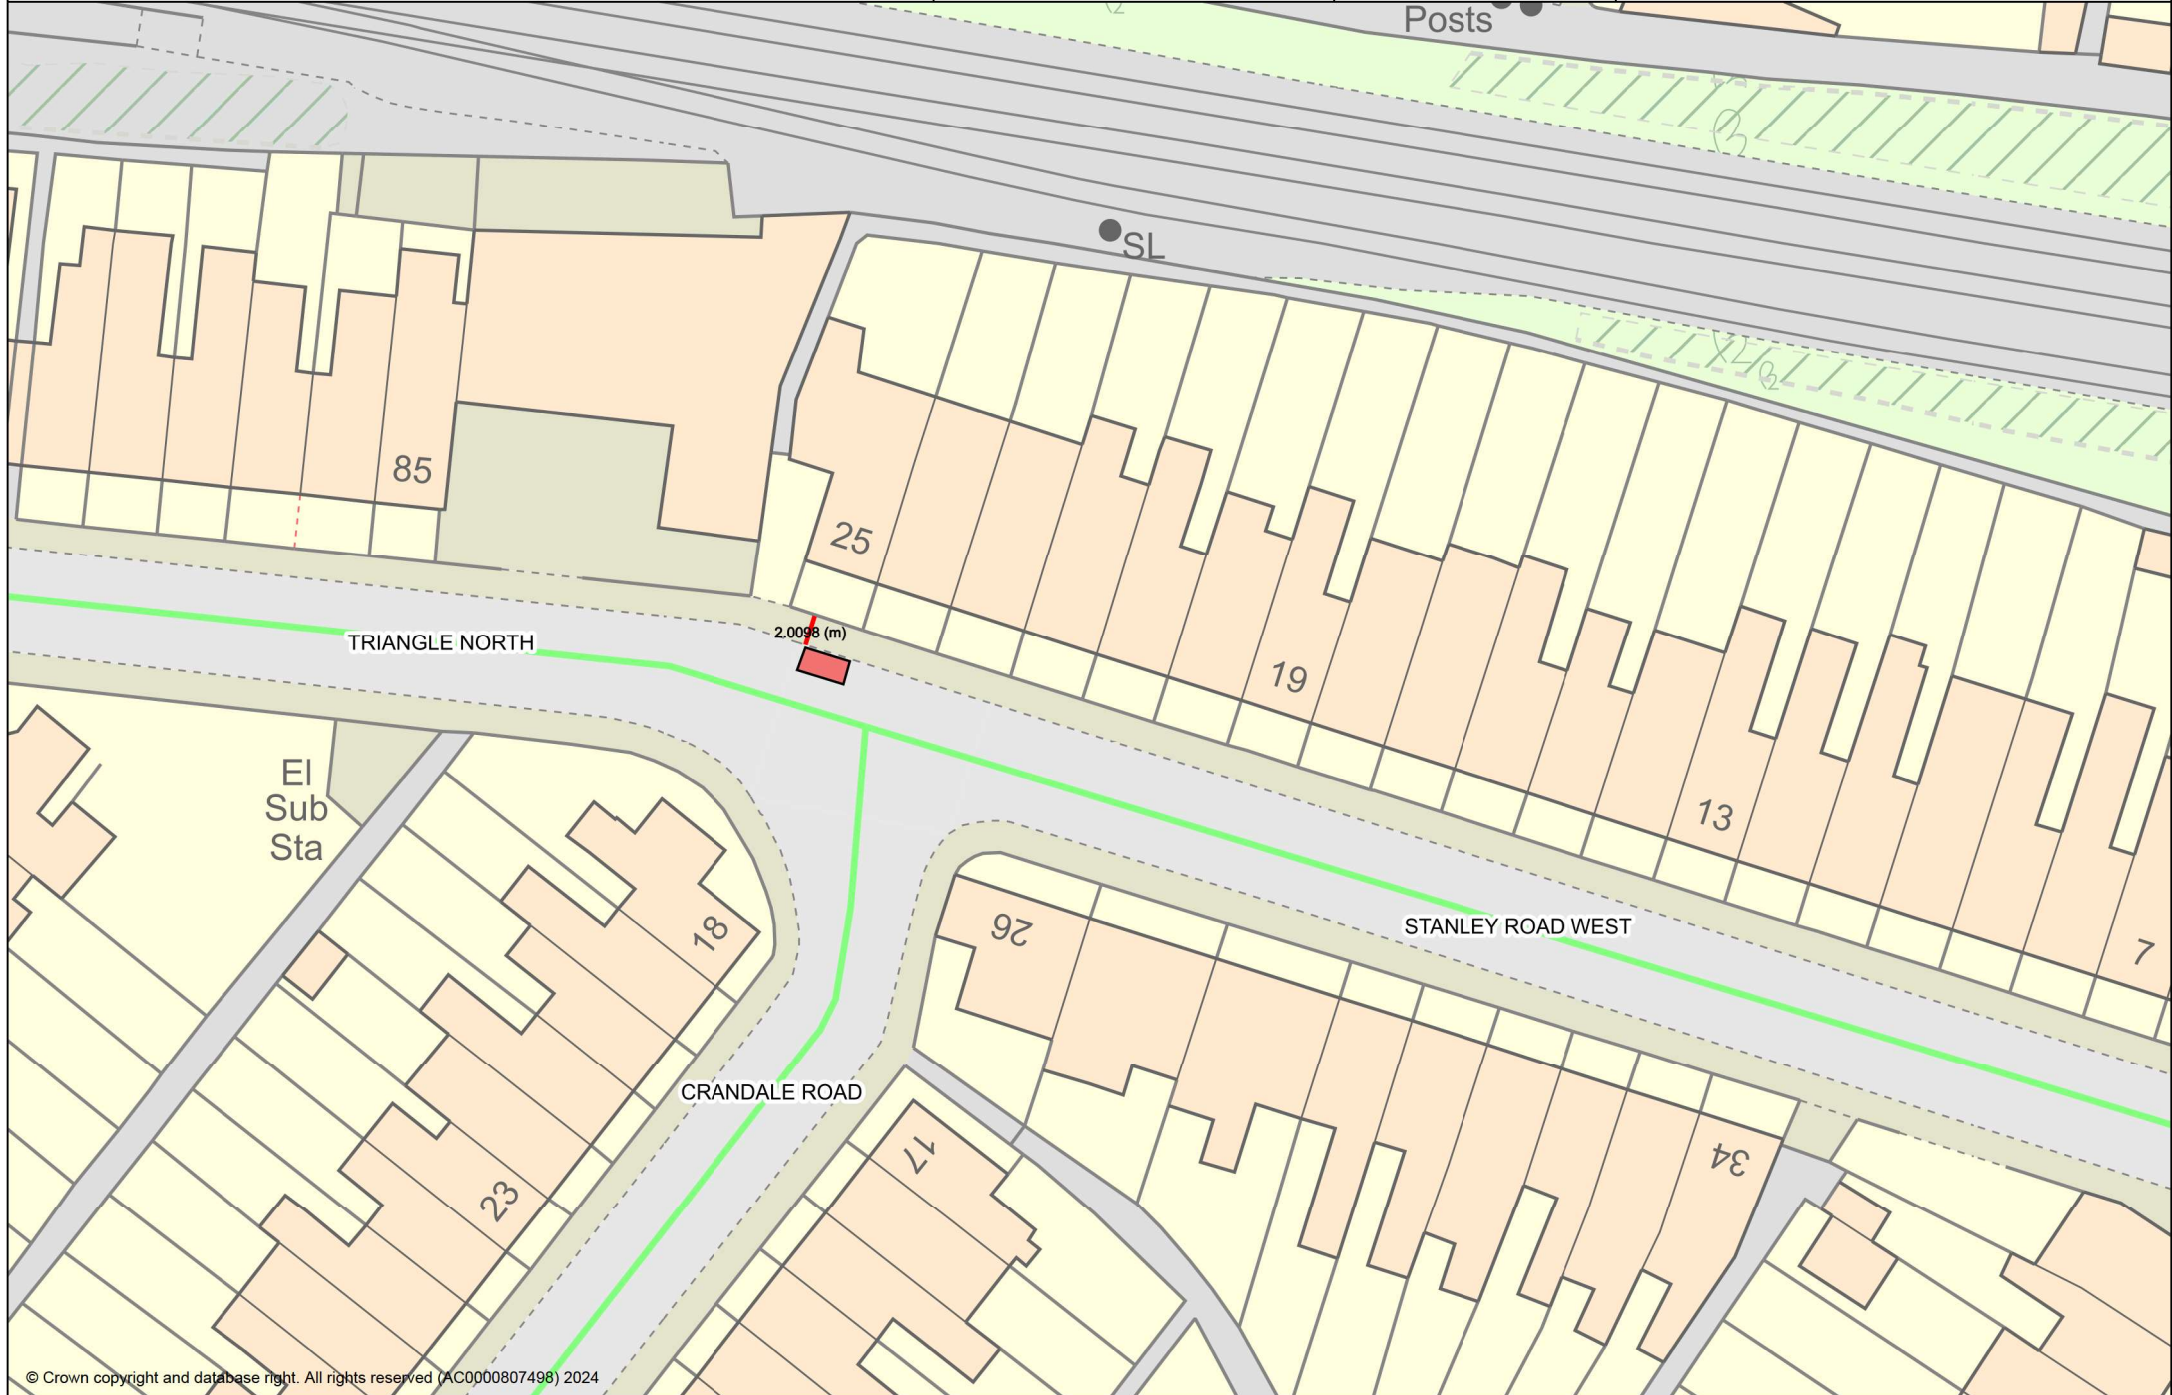 Posts
SL
85
25
2.0098 (m)
TRIANGLE NORTH
19
El
Sub
Sta
13
18
26
STANLEY ROAD WEST
7
CRANDALE ROAD
17
34
23
© Crown copyright and database right. All rights reserved (AC0000807498) 2024